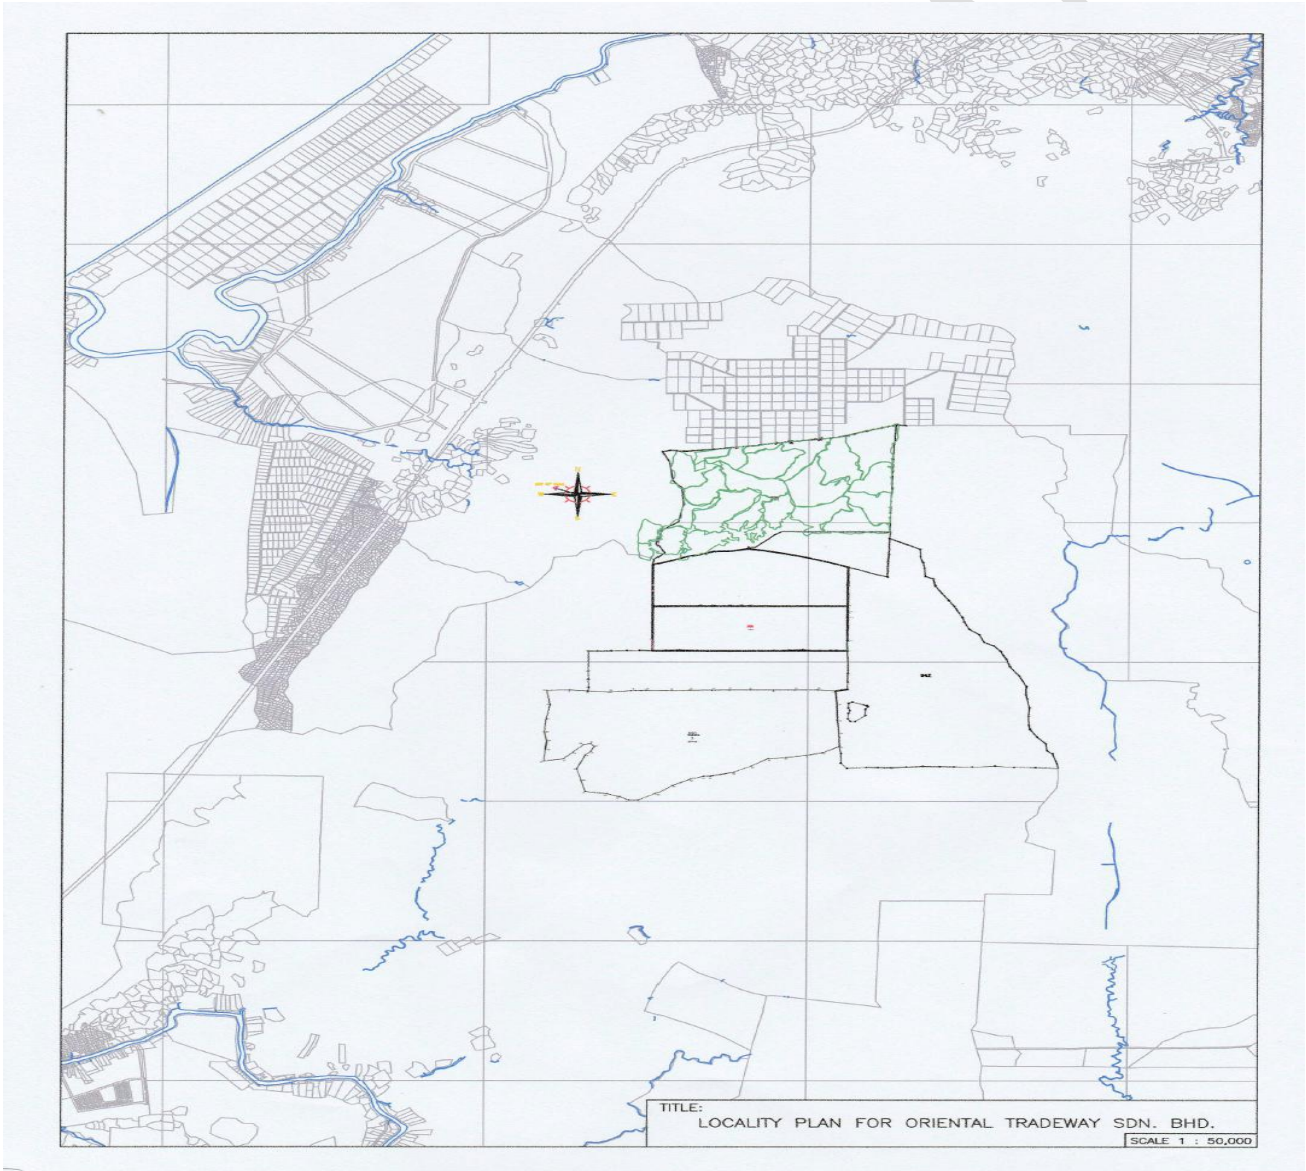 TITLE:
LOCALITY PLAN FOR ORIENTAL TRADEWAY SDN. BHD.
SCALE 1 : 50,000